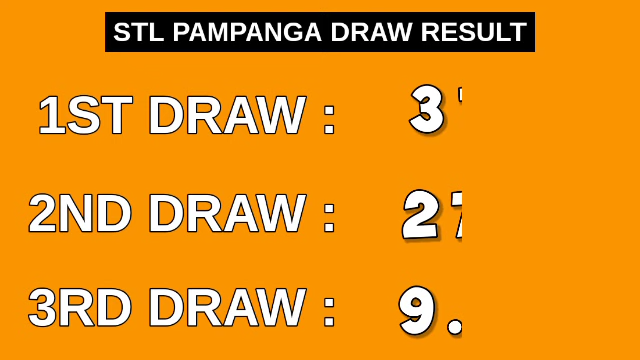 STL PAMPANGA DRAW RESULT
1ST DRAW : 3
2ND DRAW : 2
3RD DRAW : 9